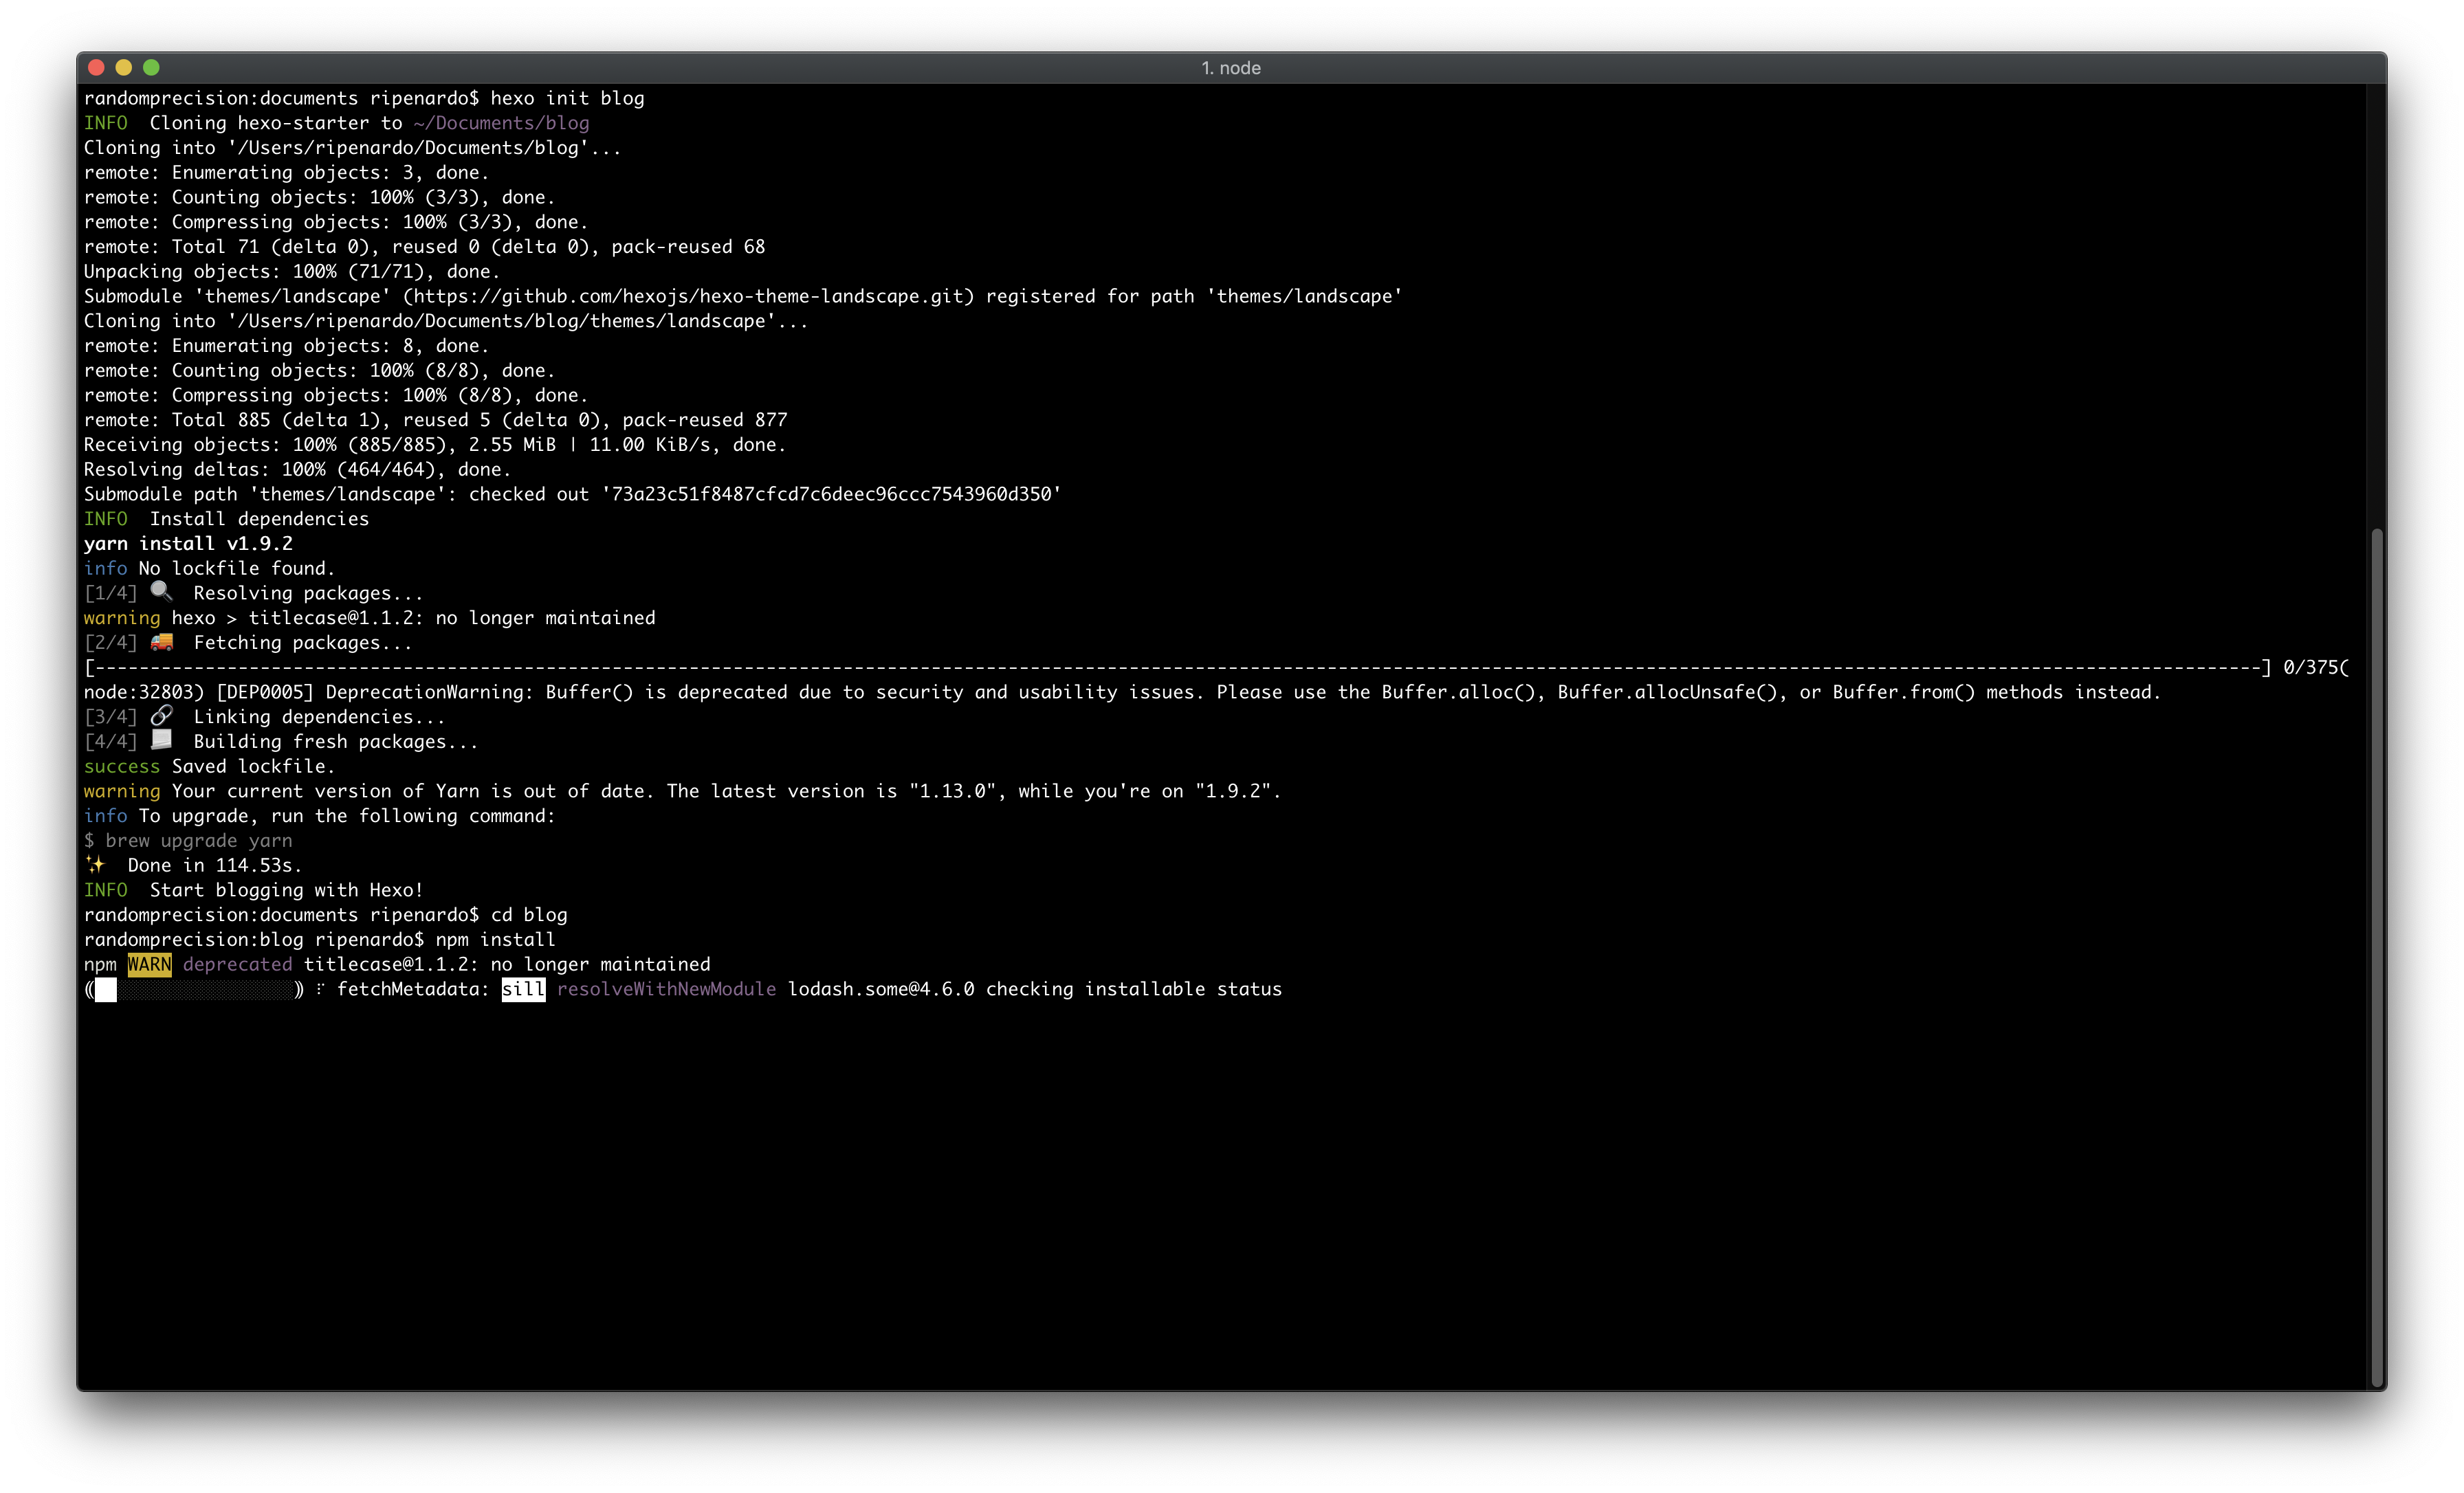 1. node
randomprecision:documents ripenardo$ hexo init blog
INFO  Cloning hexo-starter to ~/Documents/blog
Cloning into '/Users/ripenardo/Documents/blog'...
remote: Enumerating objects: 3, done.
remote: Counting objects: 100% (3/3), done.
remote: Compressing objects: 100% (3/3), done.
remote: Total 71 (delta 0), reused 0 (delta 0), pack-reused 68
Unpacking objects: 100% (71/71), done.
Submodule 'themes/landscape' (https://github.com/hexojs/hexo-theme-landscape.git) registered for path 'themes/landscape'
Cloning into '/Users/ripenardo/Documents/blog/themes/landscape'...
remote: Enumerating objects: 8, done.
remote: Counting objects: 100% (8/8), done.
remote: Compressing objects: 100% (8/8), done.
remote: Total 885 (delta 1), reused 5 (delta 0), pack-reused 877
Receiving objects: 100% (885/885), 2.55 MiB | 11.00 KiB/s, done.
Resolving deltas: 100% (464/464), done.
Submodule path 'themes/landscape': checked out '73a23c51f8487cfcd7c6deec96ccc7543960d350'
INFO  Install dependencies
yarn install v1.9.2
info No lockfile found.
[1/4] 🔍  Resolving packages...
warning hexo > titlecase@1.1.2: no longer maintained
[2/4] 🚚  Fetching packages...
[-----------------------------------------------------------------------------------------------------------------------------------------------------------------------------------------------------] 0/375(
node:32803) [DEP0005] DeprecationWarning: Buffer() is deprecated due to security and usability issues. Please use the Buffer.alloc(), Buffer.allocUnsafe(), or Buffer.from() methods instead.
[3/4] 🔗  Linking dependencies...
[4/4] 📃  Building fresh packages...
success Saved lockfile.
warning Your current version of Yarn is out of date. The latest version is "1.13.0", while you're on "1.9.2".
info To upgrade, run the following command:
$ brew upgrade yarn
✨  Done in 114.53s.
INFO  Start blogging with Hexo!
randomprecision:documents ripenardo$ cd blog
randomprecision:blog ripenardo$ npm install
npm WARN deprecated titlecase@1.1.2: no longer maintained
⸨██░░░░░░░░░░░░░░░░⸩ ⠏ fetchMetadata: sill resolveWithNewModule lodash.some@4.6.0 checking installable status